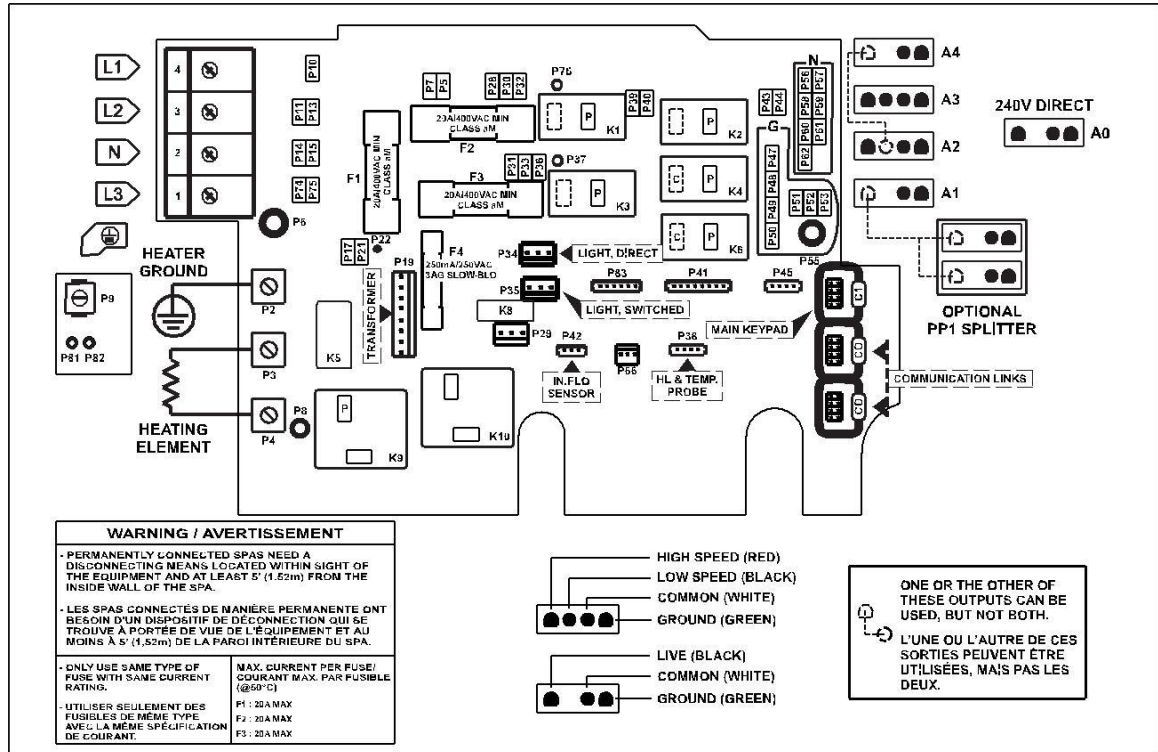 L1
L2
N
L3
4
3
2
1
P10
P11
P13
P14
P15
P74
P75
P6
P7
P5
P28
P30
P32
P76
P39
P40
P43
P44
N
P56
P57
P58
P59
P60
P61
P62
20A/400VAC MIN
CLASS aM
F2
K1
P
K2
P
F1
20A/400VAC MIN
CLASS aM
F3
20A/400VAC MIN
CLASS aM
P31
P33
P36
P37
K3
P
K4
C
P
K6
C
P
G
P47
P48
P49
P50
P51
P52
P53
P55
A4
A3
A2
A1
240V DIRECT
A0
OPTIONAL
PP1 SPLITTER
P17
P21
P22
P19
TRANSFORMER
F4
250mA/250VAC
3AG SLOW-BLO
P34
LIGHT, DIRECT
P35
LIGHT, SWITCHED
K8
P29
P83
P41
P45
MAIN KEYPAD
C1
CO
CO
COMMUNICATION LINKS
P42
IN.FLO
SENSOR
P66
P38
HL & TEMP.
PROBE
HEATER
GROUND
P9
P81
P82
P2
P3
P4
HEATING
ELEMENT
P8
K5
P
K9
K10
WARNING / AVERTISSEMENT
- PERMANENTLY CONNECTED SPAS NEED A
DISCONNECTING MEANS LOCATED WITHIN SIGHT OF
THE EQUIPMENT AND AT LEAST 5' (1.52m) FROM THE
INSIDE WALL OF THE SPA.
- LES SPAS CONNECTÉS DE MANIÈRE PERMANENTE ONT
BESOIN D'UN DISPOSITIF DE DÉCONNECTION QUI SE
TROUVE À PORTÉE DE VUE DE L'ÉQUIPEMENT ET AU
MOINS À 5' (1,52m) DE LA PAROI INTÉRIEURE DU SPA.
- ONLY USE SAME TYPE OF
FUSE WITH SAME CURRENT
RATING.
- UTILISER SEULEMENT DES
FUSIBLES DE MÊME TYPE
AVEC LA MÊME SPÉCIFICATION
DE COURANT.
MAX. CURRENT PER FUSE/
COURANT MAX. PAR FUSIBLE
(@50°C)
F1 : 20A MAX
F2 : 20A MAX
F3 : 20A MAX
HIGH SPEED (RED)
LOW SPEED (BLACK)
COMMON (WHITE)
GROUND (GREEN)
LIVE (BLACK)
COMMON (WHITE)
GROUND (GREEN)
ONE OR THE OTHER OF
THESE OUTPUTS CAN BE
USED, BUT NOT BOTH.
L'UNE OU L'AUTRE DE CES
SORTIES PEUVENT ÊTRE
UTILISÉES, MAIS PAS LES
DEUX.